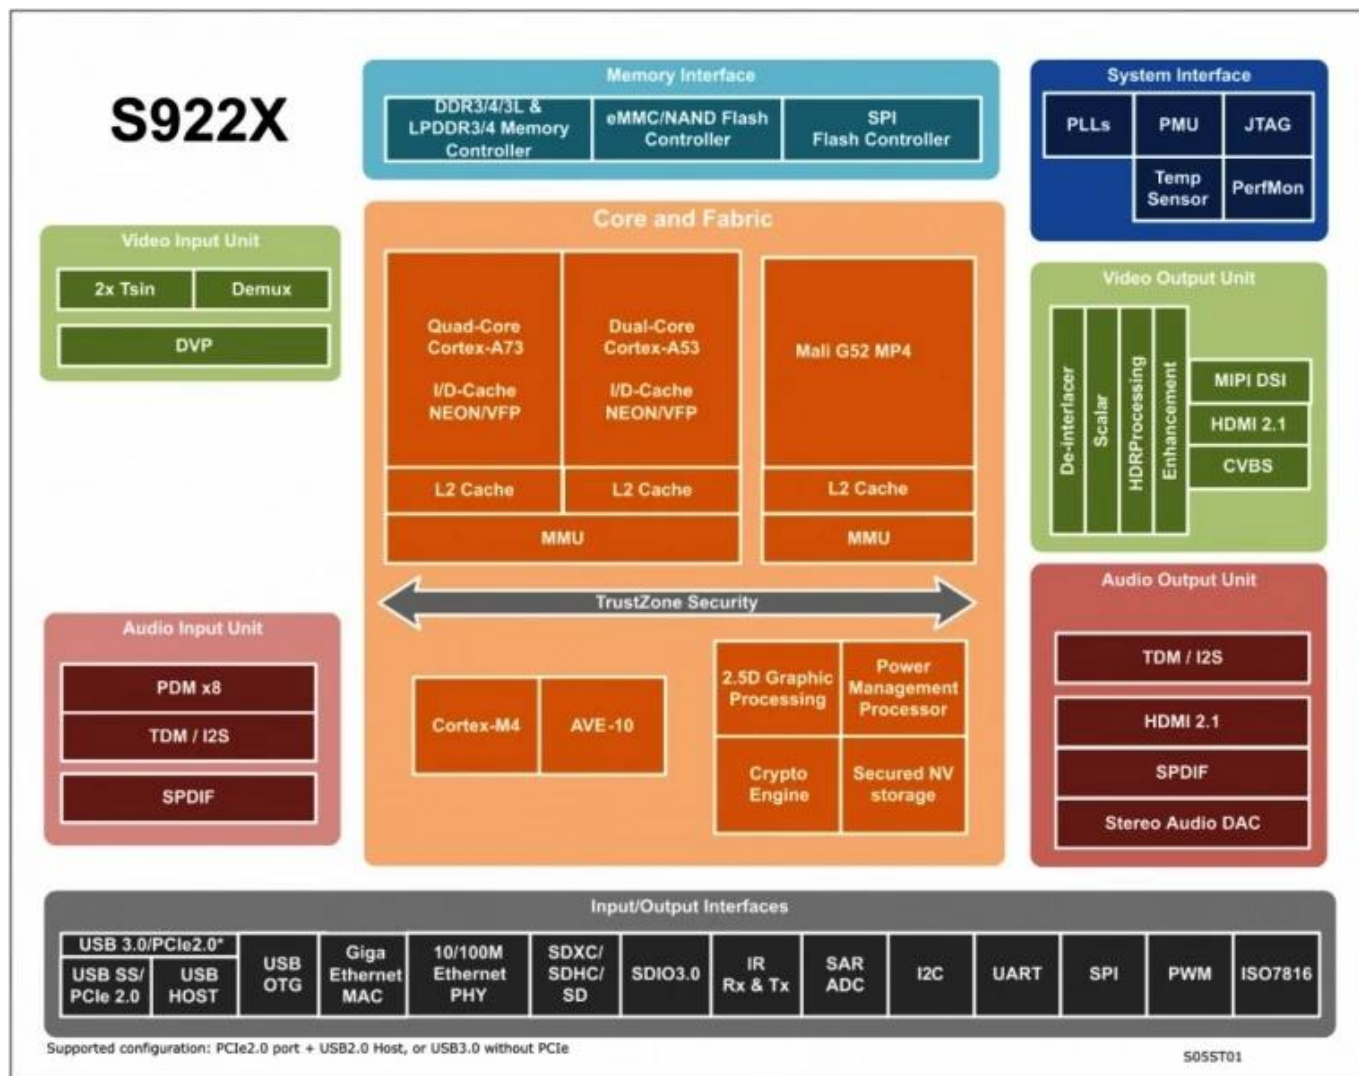 S922X
Memory Interface
DDR3/4/3L &
LPDDR3/4 Memory
Controller
eMMC/NAND Flash
Controller
SPI
Flash Controller
System Interface
PLLs
PMU
JTAG
Temp
Sensor
PerfMon
Video Input Unit
2x Tsin
Demux
DVP
Core and Fabric
Quad-Core
Cortex-A73
I/D-Cache
NEON/VFP
Dual-Core
Cortex-A53
I/D-Cache
NEON/VFP
Mali G52 MP4
L2 Cache
L2 Cache
L2 Cache
MMU
MMU
TrustZone Security
Cortex-M4
AVE-10
2.5D Graphic
Processing
Power
Management
Processor
Crypto
Engine
Secured NV
storage
Video Output Unit
De-interlacer
Scalar
HDRProcessing
Enhancement
MIPI DSI
HDMI 2.1
CVBS
Audio Input Unit
PDM x8
TDM / I2S
SPDIF
Audio Output Unit
TDM / I2S
HDMI 2.1
SPDIF
Stereo Audio DAC
Input/Output Interfaces
USB 3.0/PCIe2.0*
USB SS/
PCIe 2.0
USB
HOST
USB
OTG
Giga
Ethernet
MAC
10/100M
Ethernet
PHY
SDXC/
SDHC/
SD
SDIO3.0
IR
Rx & Tx
SAR
ADC
I2C
UART
SPI
PWM
ISO7816
Supported configuration: PCIe2.0 port + USB2.0 Host, or USB3.0 without PCIe
S05ST01